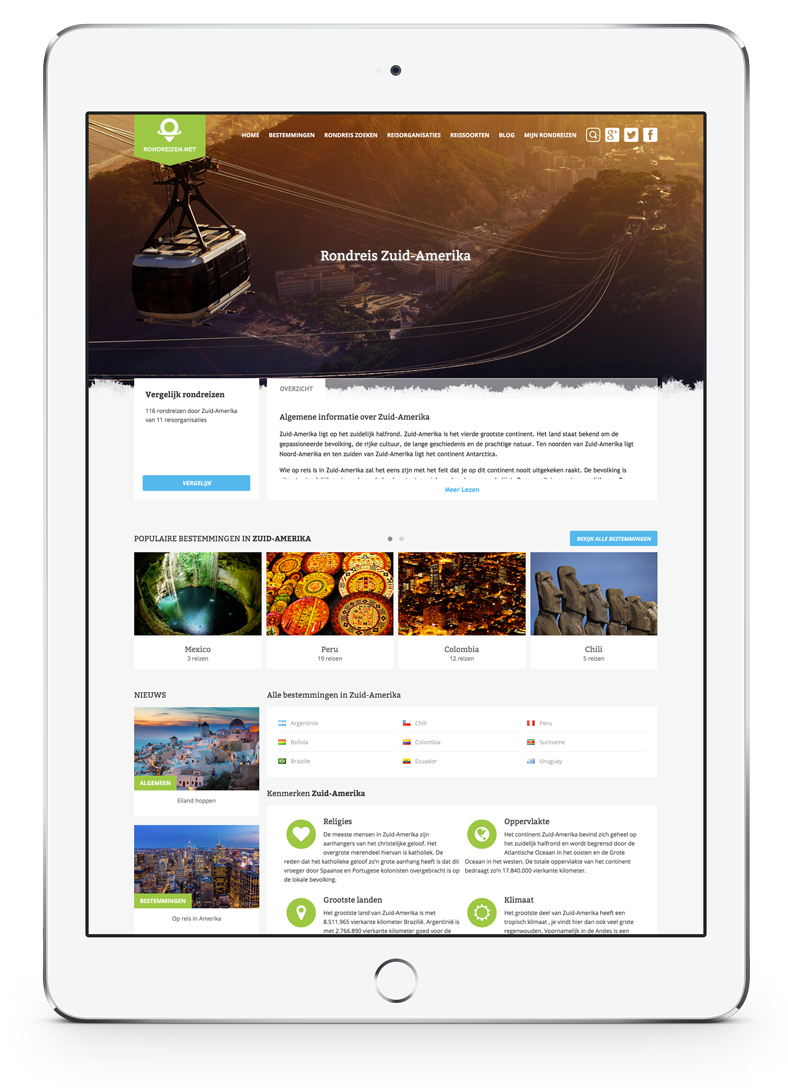 RONDREIZEN.NET
HOME BESTEMMINGEN RONDREIS ZOEKEN REISORGANISATIES REISSOORTEN BLOG MIJN RONDREIZEN
Rondreis Zuid-Amerika
Vergelijk rondreizen
116 rondreizen door Zuid-Amerika
van 11 reisorganisaties
VERGELIJK
OVERZICHT
Algemene informatie over Zuid-Amerika
Zuid-Amerika ligt op het zuidelijk halfrond. Zuid-Amerika is het vierde grootste continent. Het land staat bekend om de
gepassioneerde bevolking, de rijke cultuur, de lange geschiedenis en de prachtige natuur. Ten noorden van Zuid-Amerika ligt
Noord-Amerika en ten zuiden van Zuid-Amerika ligt het continent Antarctica.
Wie op reis is in Zuid-Amerika zal het eens zijn met het feit dat je op dit continent nooit uitgekeken raakt. De bevolking is
Meer Lezen
POPULAIRE BESTEMMINGEN IN ZUID-AMERIKA
BEKIJK ALLE BESTEMMINGEN
Mexico
3 reizen
Peru
19 reizen
Colombia
12 reizen
Chili
5 reizen
NIEUWS
ALGEMEEN
Eiland hoppen
BESTEMMINGEN
Op reis in Amerika
Alle bestemmingen in Zuid-Amerika
Argentinië Chili Peru
Bolivia Colombia Suriname
Brazilië Ecuador Uruguay
Kenmerken Zuid-Amerika
Religies
De meeste mensen in Zuid-Amerika zijn
aanhangers van het christelijke geloof. Het
overgrote merendeel hiervan is katholiek. De
reden dat het katholieke geloof zo'n grote aanhang heeft is dat dit
vroeger door Spaanse en Portugese kolonisten overgebracht is op
de lokale bevolking.
Oppervlakte
Het continent Zuid-Amerika bevind zich geheel op
het zuidelijk halfrond en wordt begrensd door de
Atlantische Oceaan in het oosten en de Grote
Oceaan in het westen. De totale oppervlakte van het continent
bedraagt zo'n 17.840.000 vierkante kilometer.
Grootste landen
Het grootste land van Zuid-Amerika is met
8.511,965 vierkante kilometer Brazilië. Argentinië is
met 2.766.890 vierkante kilometer goed voor de
Klimaat
Het grootste deel van Zuid-Amerika heeft een
tropisch klimaat , je vindt hier dan ook veel grote
regenwouden. Voornamelijk in de Andes is een